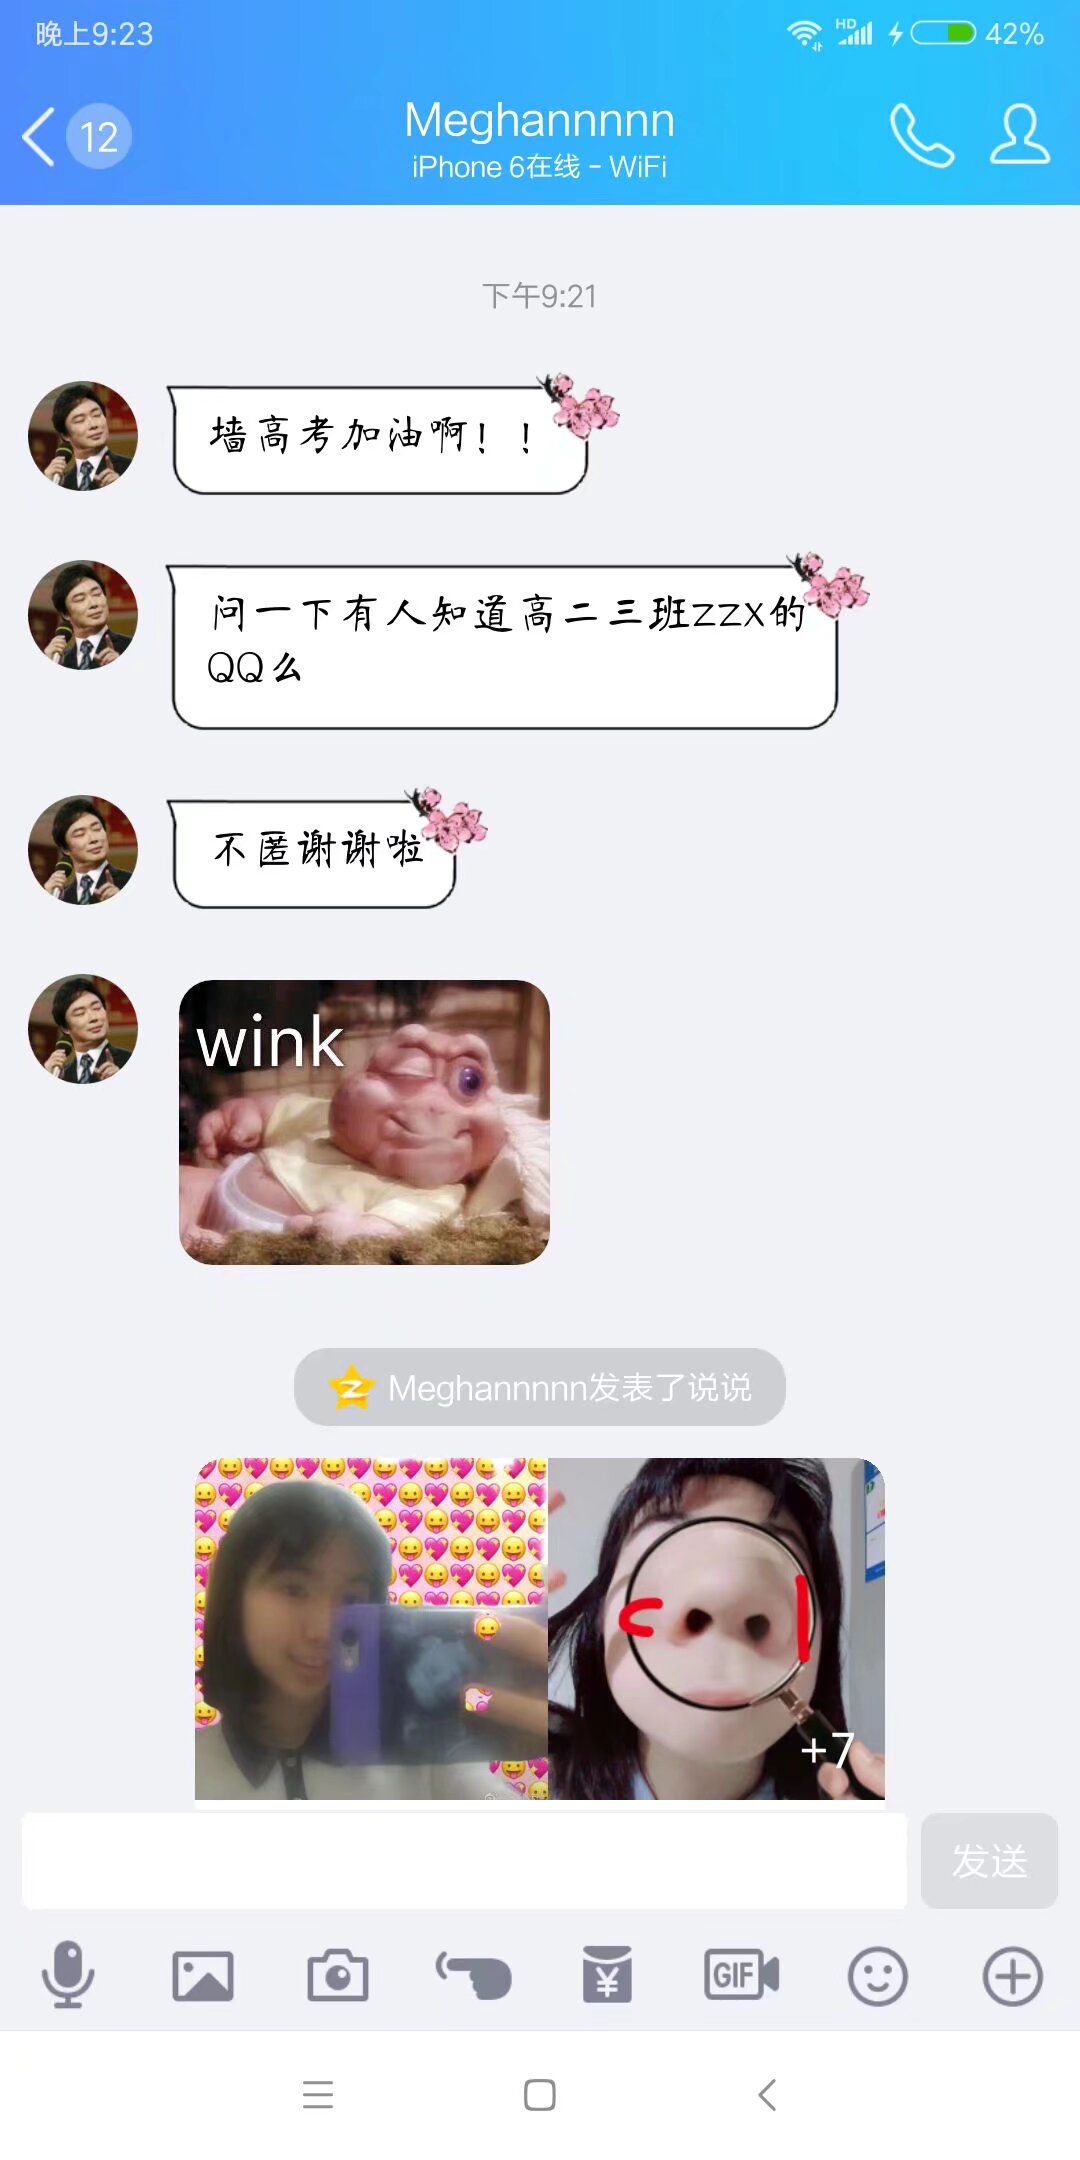 晚上9:23
HD
42%
12
Meghannnnn
iPhone 6在线 - WiFi
下午9:21
墙高考加油啊！！
问一下有人知道高二三班zzx的
QQ么
不匿谢谢啦
wink
Meghannnnn发表了说说
+7
发送
¥
GIF